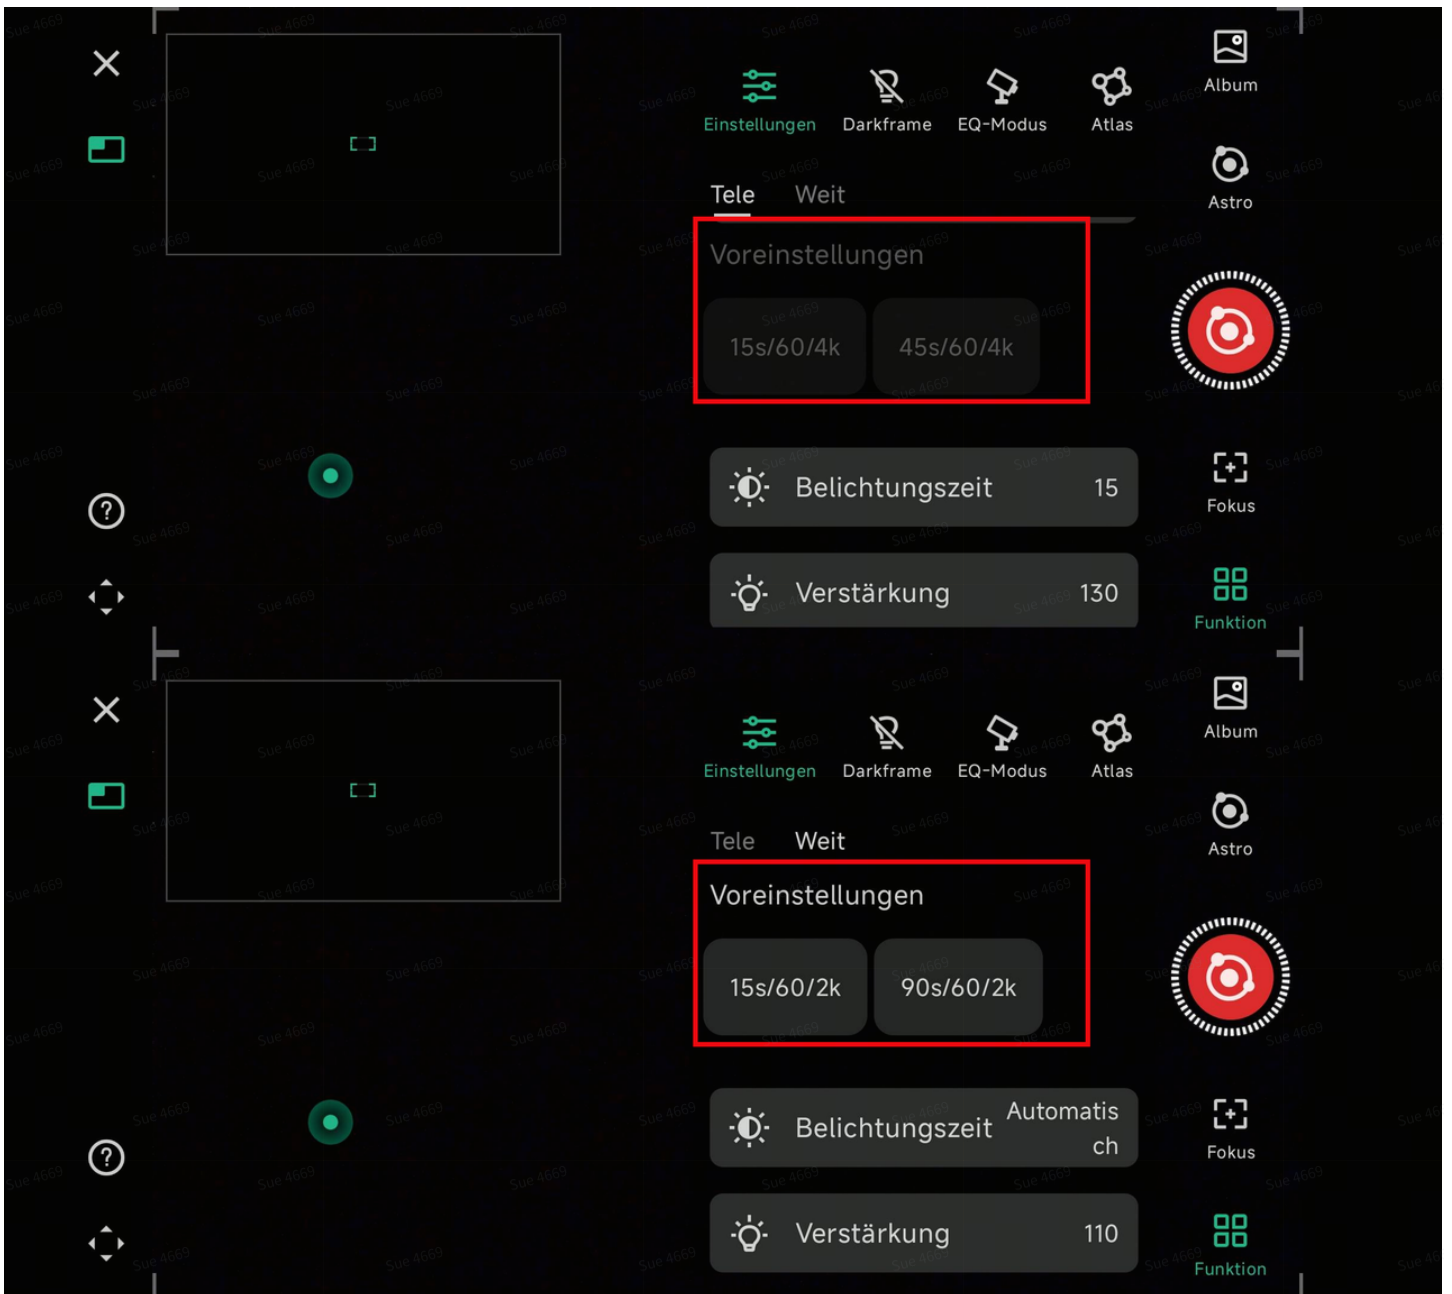 Album
Einstellungen
Darkframe
EQ-Modus
Atlas
Astro
Tele
Weit
Voreinstellungen
15s/60/4k
45s/60/4k
Belichtungszeit
15
Fokus
Verstärkung
130
Funktion
Album
Einstellungen
Darkframe
EQ-Modus
Atlas
Astro
Tele
Weit
Voreinstellungen
15s/60/2k
90s/60/2k
Belichtungszeit
Automatis
ch
Fokus
Verstärkung
110
Funktion
Sue 4669